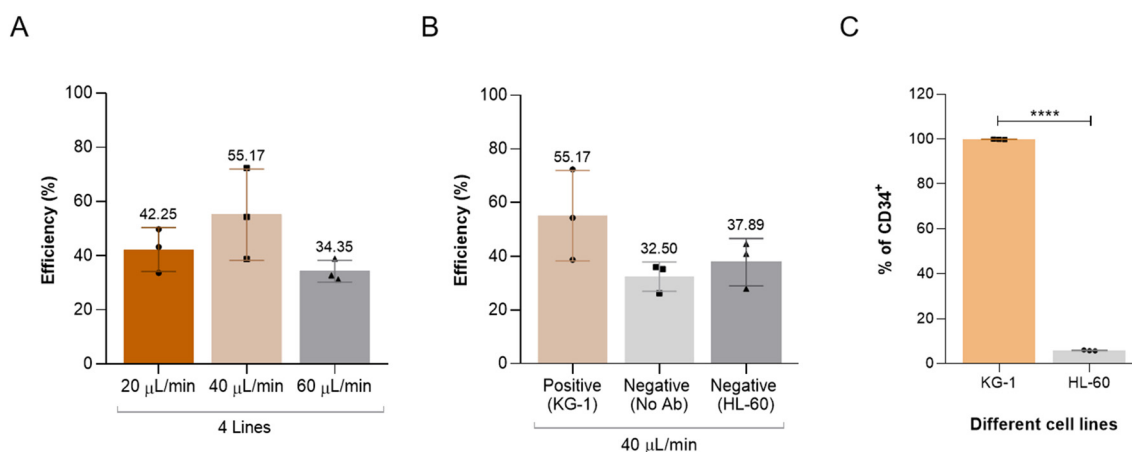 A
B
C
Efficiency (%)
100
80
60
40
20
0
42.25
55.17
34.35
20 μL/min
40 μL/min
60 μL/min
4 Lines
Efficiency (%)
100
80
60
40
20
0
55.17
32.50
37.89
Positive
(KG-1)
Negative
(No Ab)
Negative
(HL-60)
40 μL/min
% of CD34+
120
100
80
60
40
20
0
****
KG-1
HL-60
Different cell lines